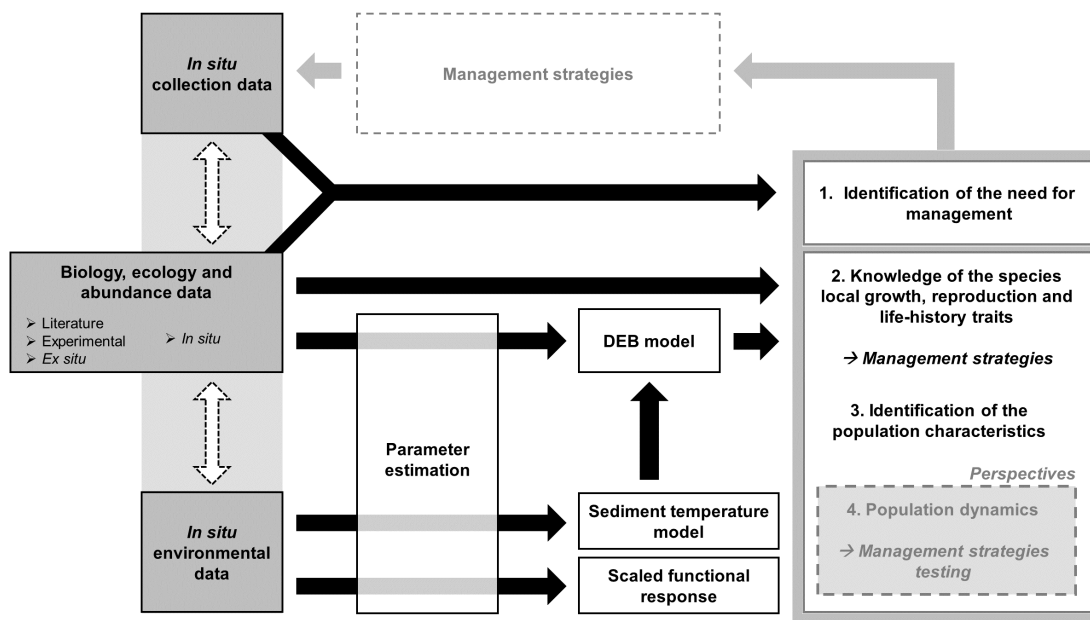 In situ
collection data
Management strategies
1. Identification of the need for
management
Biology, ecology and
abundance data
➢ Literature
➢ Experimental
➢ Ex situ
➢ In situ
2. Knowledge of the species
local growth, reproduction and
life-history traits
→ Management strategies
DEB model
3. Identification of the
population characteristics
Parameter
estimation
Perspectives
In situ
environmental
data
Sediment temperature
model
Scaled functional
response
4. Population dynamics
→ Management strategies
testing